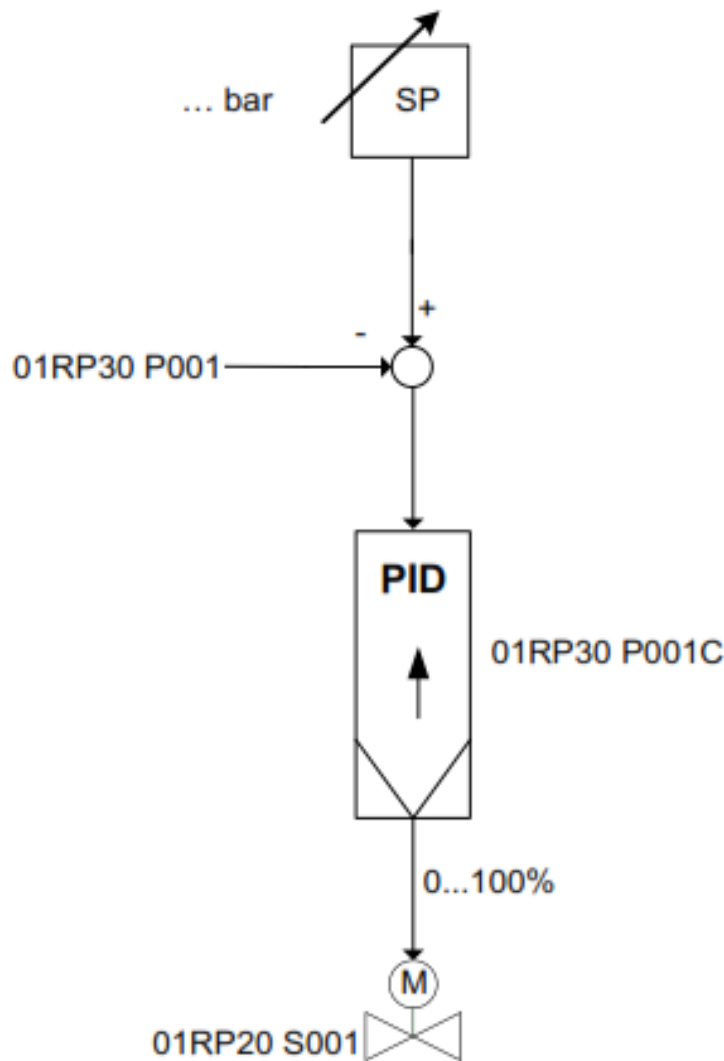 … bar
SP
+
-
01RP30 P001
PID
01RP30 P001C
0...100%
M
01RP20 S001